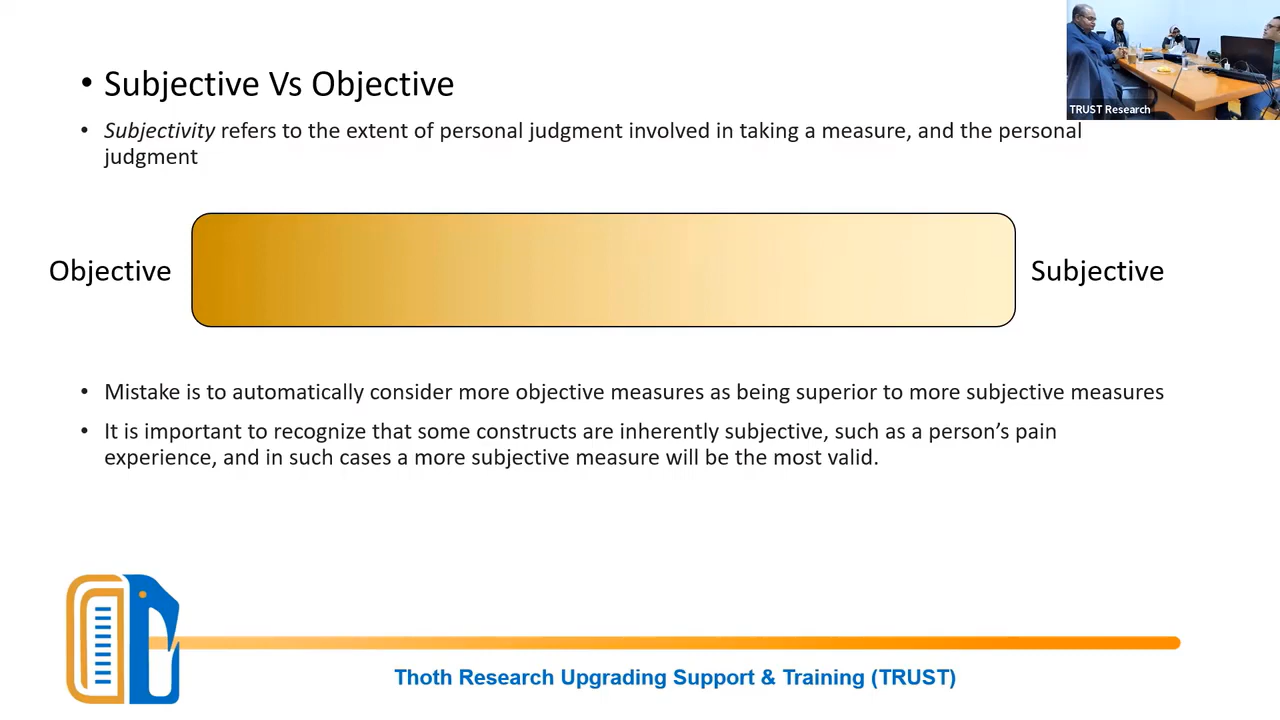 • Subjective Vs Objective
• Subjectivity refers to the extent of personal judgment involved in taking a measure, and the personal
judgment
TRUST Research
Objective
Subjective
• Mistake is to automatically consider more objective measures as being superior to more subjective measures
• It is important to recognize that some constructs are inherently subjective, such as a person’s pain
experience, and in such cases a more subjective measure will be the most valid.
Thoth Research Upgrading Support & Training (TRUST)